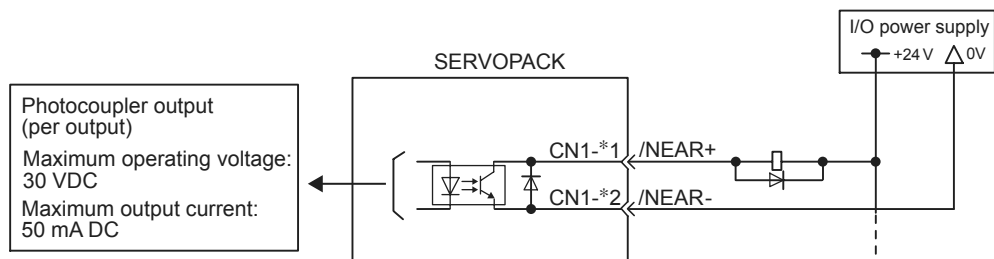 I/O power supply
+24 V 0V
SERVOPACK
Photocoupler output
(per output)
Maximum operating voltage:
30 VDC
Maximum output current:
50 mA DC
CN1-*1 /NEAR+
CN1-*2 /NEAR-